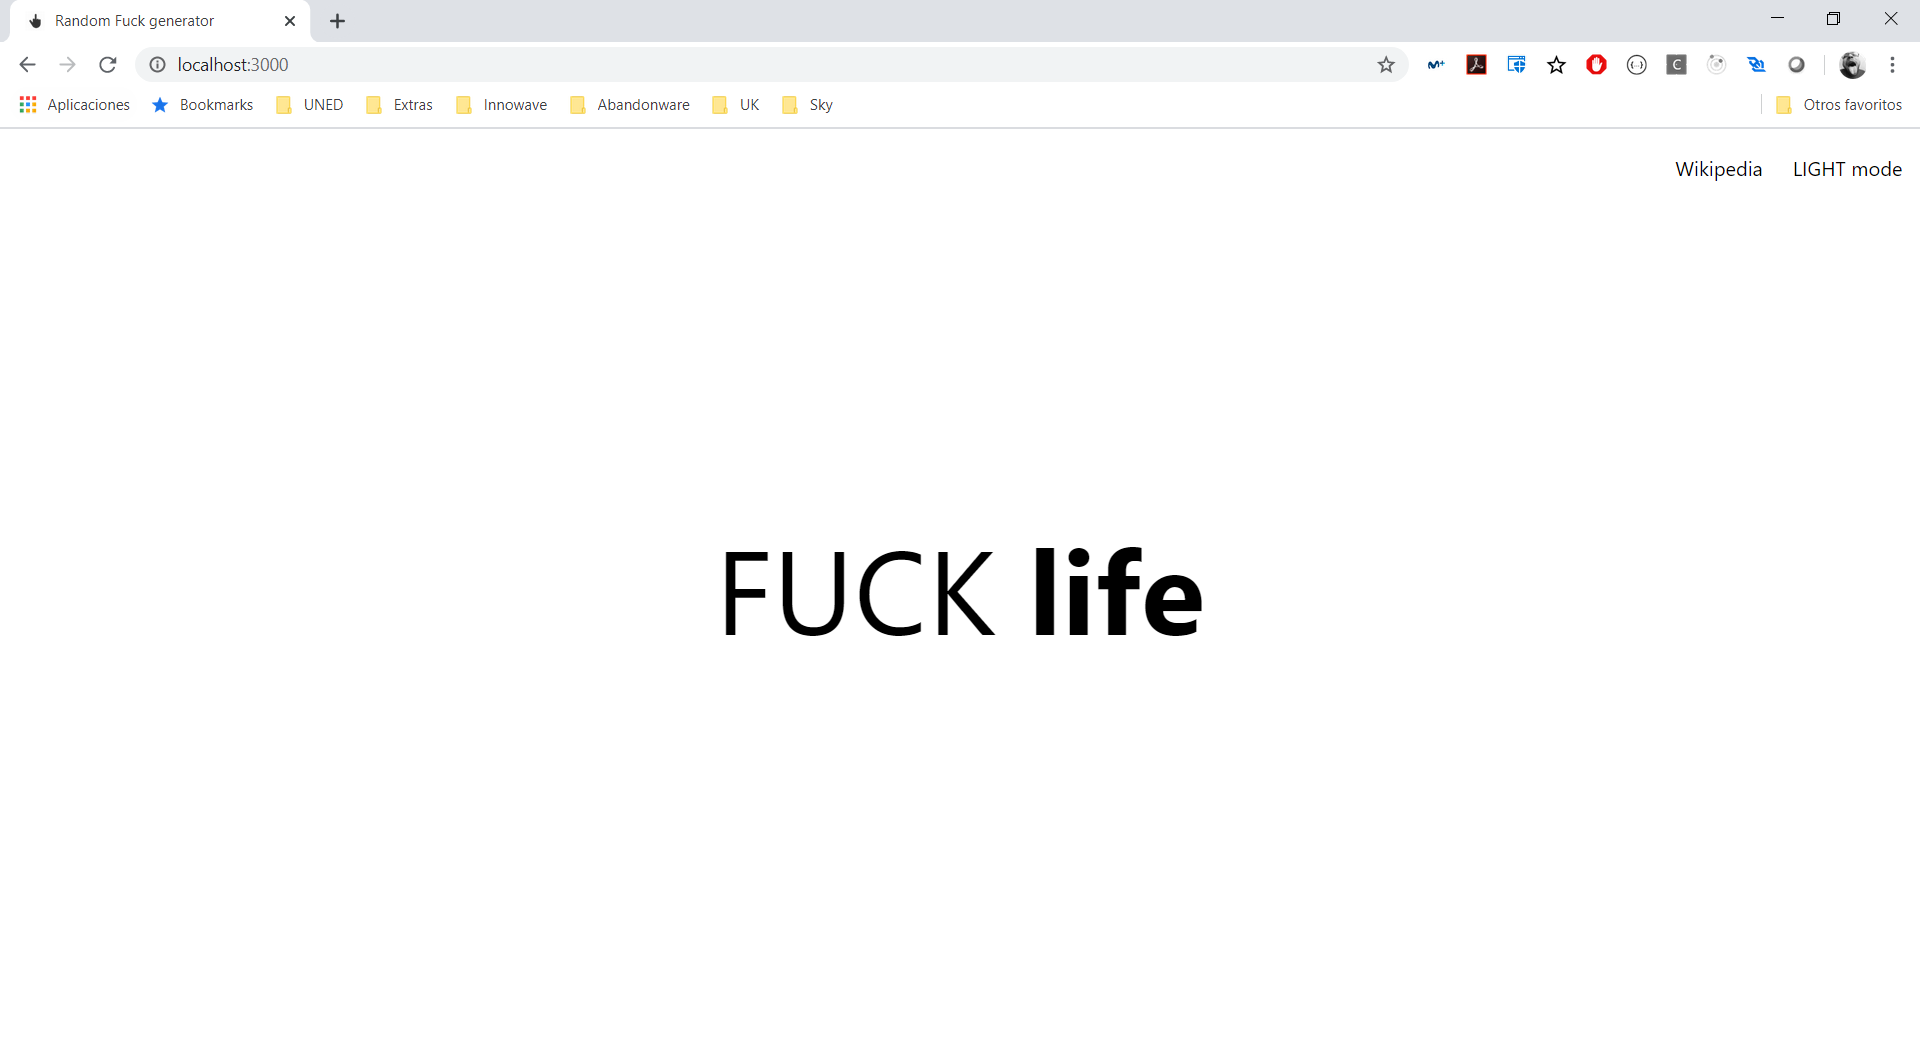 Random Fuck generator
localhost:3000
Aplicaciones Bookmarks UNED Extras Innowave Abandonware UK Sky Otros favoritos
Wikipedia LIGHT mode
FUCK life